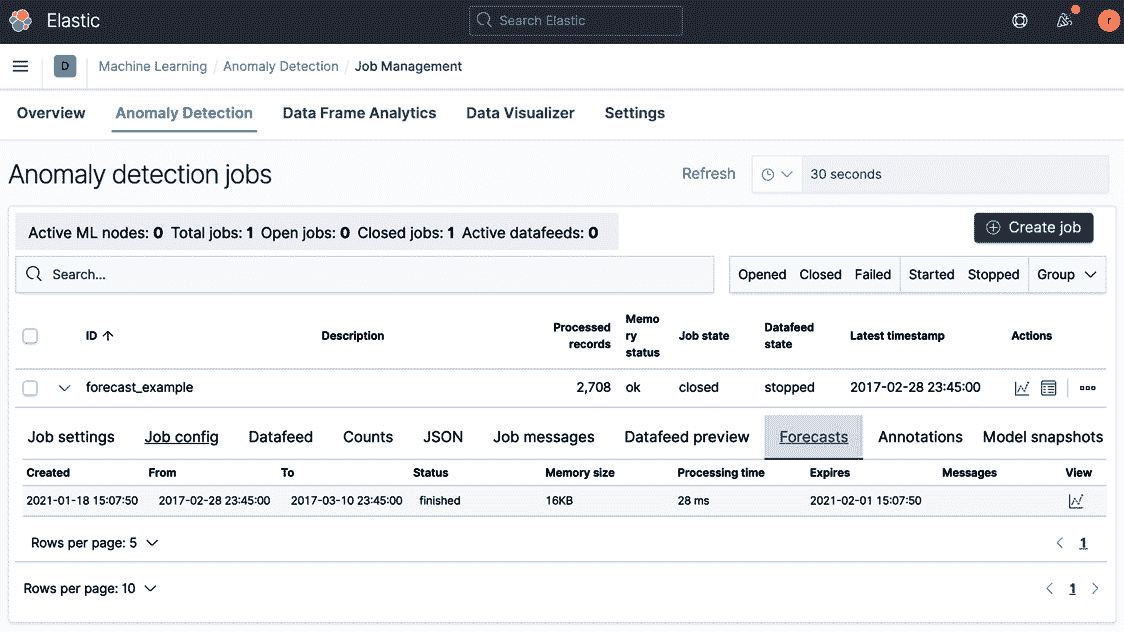 Elastic
Search Elastic
r
D
Machine Learning / Anomaly Detection / Job Management
Overview Anomaly Detection Data Frame Analytics Data Visualizer Settings
Anomaly detection jobs
Refresh
30 seconds
Active ML nodes: 0 Total jobs: 1 Open jobs: 0 Closed jobs: 1 Active datafeeds: 0
Create job
Search...
Opened Closed Failed Started Stopped Group
ID Description Processed records Memo ry status Job state Datafeed state Latest timestamp Actions
forecast_example 2,708 ok closed stopped 2017-02-28 23:45:00
Job settings Job config Datafeed Counts JSON Job messages Datafeed preview Forecasts Annotations Model snapshots
Created From To Status Memory size Processing time Expires Messages View
2021-01-18 15:07:50 2017-02-28 23:45:00 2017-03-10 23:45:00 finished 16KB 28 ms 2021-02-01 15:07:50
Rows per page: 5
1
Rows per page: 10
1